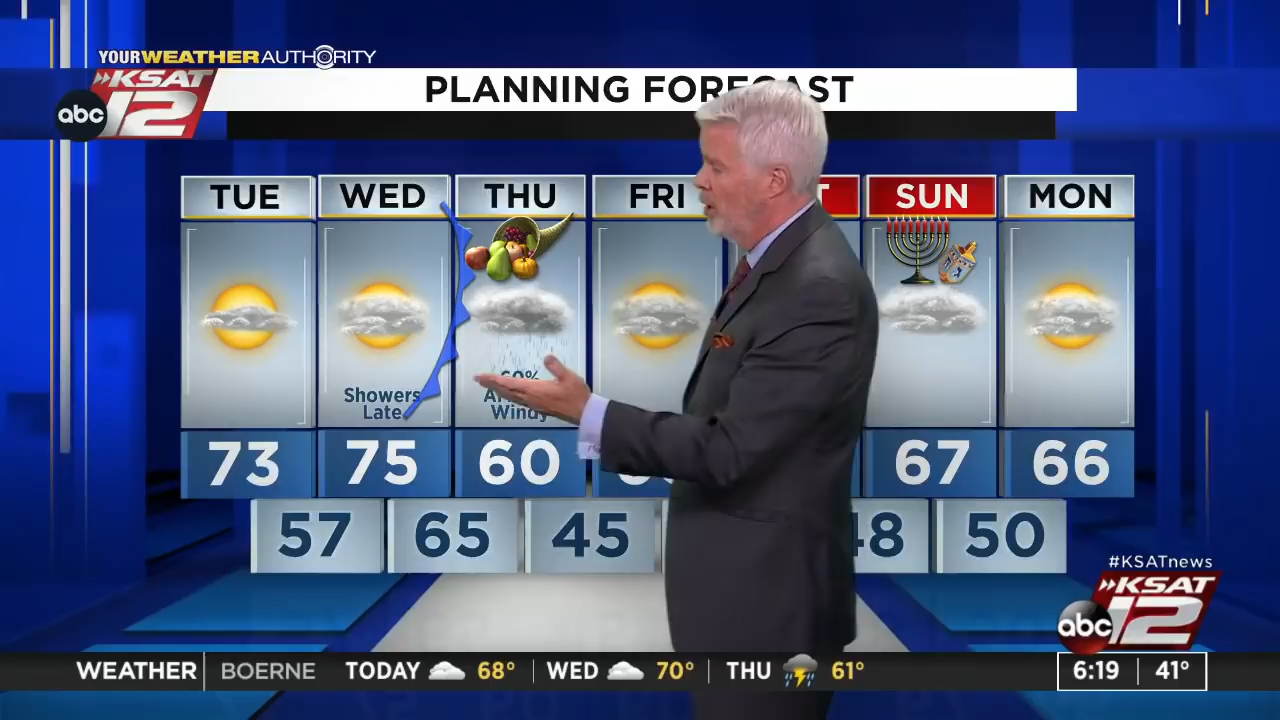 YOURWEATHERAUTHORITY
KSAT
abc 12
PLANNING FORECAST
TUE WED THU FRI SUN MON
Showers
Late
Windy
73 75 60 67 66
57 65 45 48 50
#KSATnews
KSAT
abc 12
WEATHER BOERNE TODAY 68° WED 70° THU 61° 6:19 41°